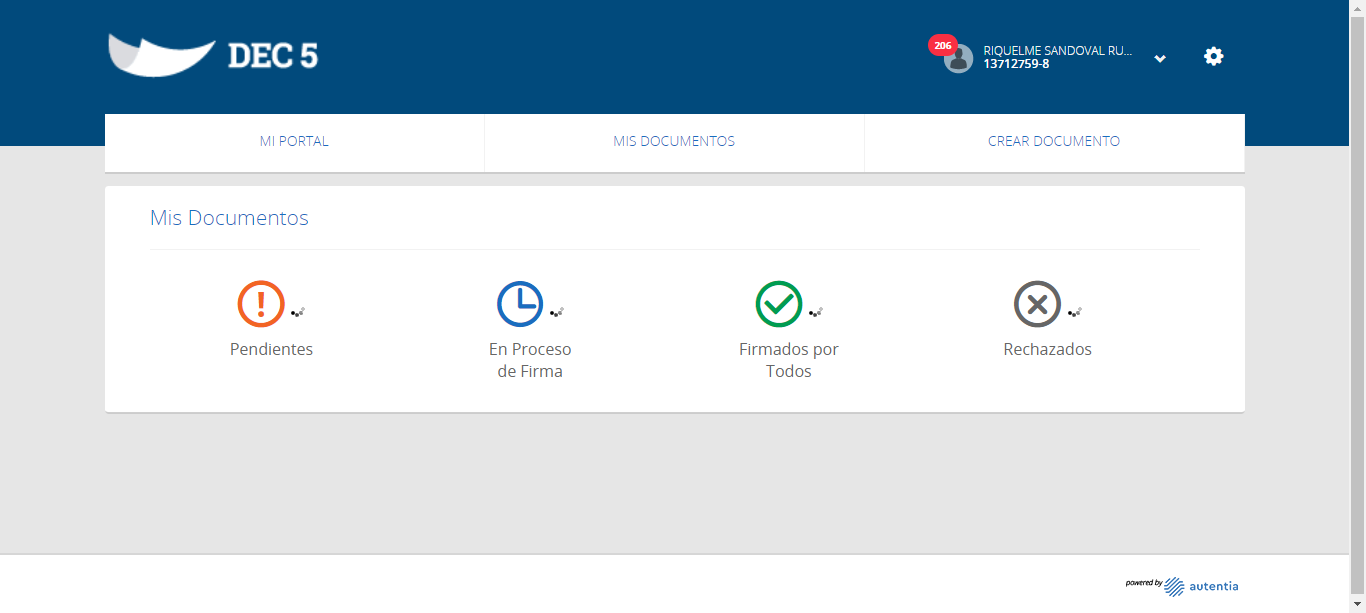 DEC 5
206
RIQUELME SANDOVAL RU...
13712759-8
MI PORTAL
MIS DOCUMENTOS
CREAR DOCUMENTO
Mis Documentos
Pendientes
En Proceso
de Firma
Firmados por
Todos
Rechazados
powered by autentia